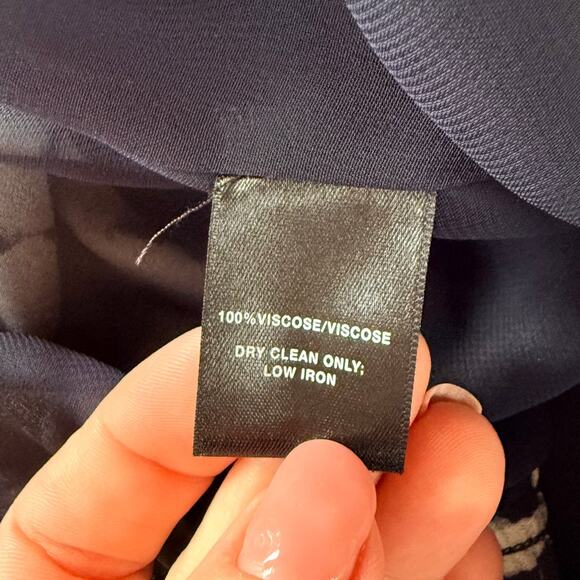 100%VISCOSE/VISCOSE
DRY CLEAN ONLY;
LOW IRON